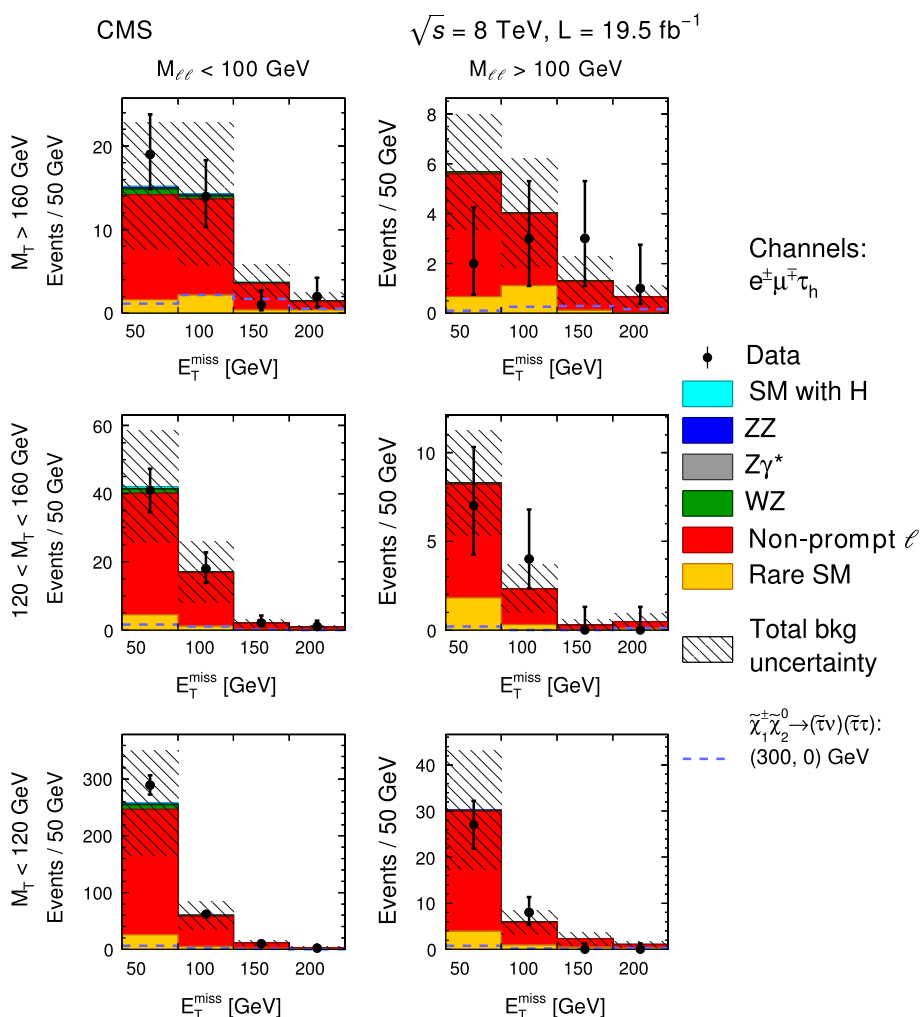 CMS
√s = 8 TeV, L = 19.5 fb⁻¹
M_ℓℓ < 100 GeV
M_ℓℓ > 100 GeV
M_T > 160 GeV
Events / 50 GeV
20
10
0
50 100 150 200
E_T^miss [GeV]
Events / 50 GeV
8
6
4
2
0
50 100 150 200
E_T^miss [GeV]
120 < M_T < 160 GeV
Events / 50 GeV
60
40
20
0
50 100 150 200
E_T^miss [GeV]
Events / 50 GeV
10
5
0
50 100 150 200
E_T^miss [GeV]
M_T < 120 GeV
Events / 50 GeV
300
200
100
0
50 100 150 200
E_T^miss [GeV]
Events / 50 GeV
40
30
20
10
0
50 100 150 200
E_T^miss [GeV]
Channels:
e±μ∓τ_h
Data
SM with H
ZZ
Zγ*
WZ
Non-prompt ℓ
Rare SM
Total bkg
uncertainty
χ̃₁±χ̃₂⁰→(τ̃ν)(τ̃τ):
(300, 0) GeV